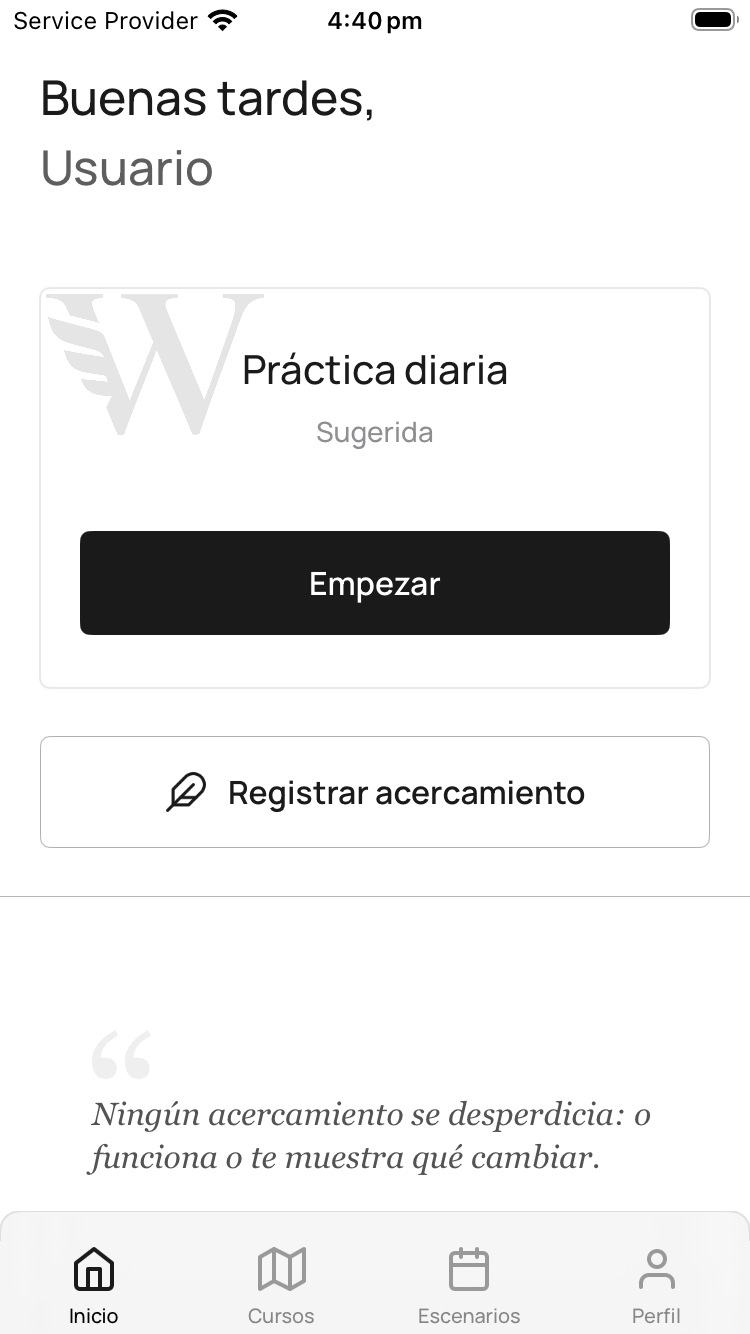 Service Provider 4:40 pm
Buenas tardes,
Usuario
W
Práctica diaria
Sugerida
Empezar
Registrar acercamiento
“
Ningún acercamiento se desperdicia: o
funciona o te muestra qué cambiar.
Inicio Cursos Escenarios Perfil